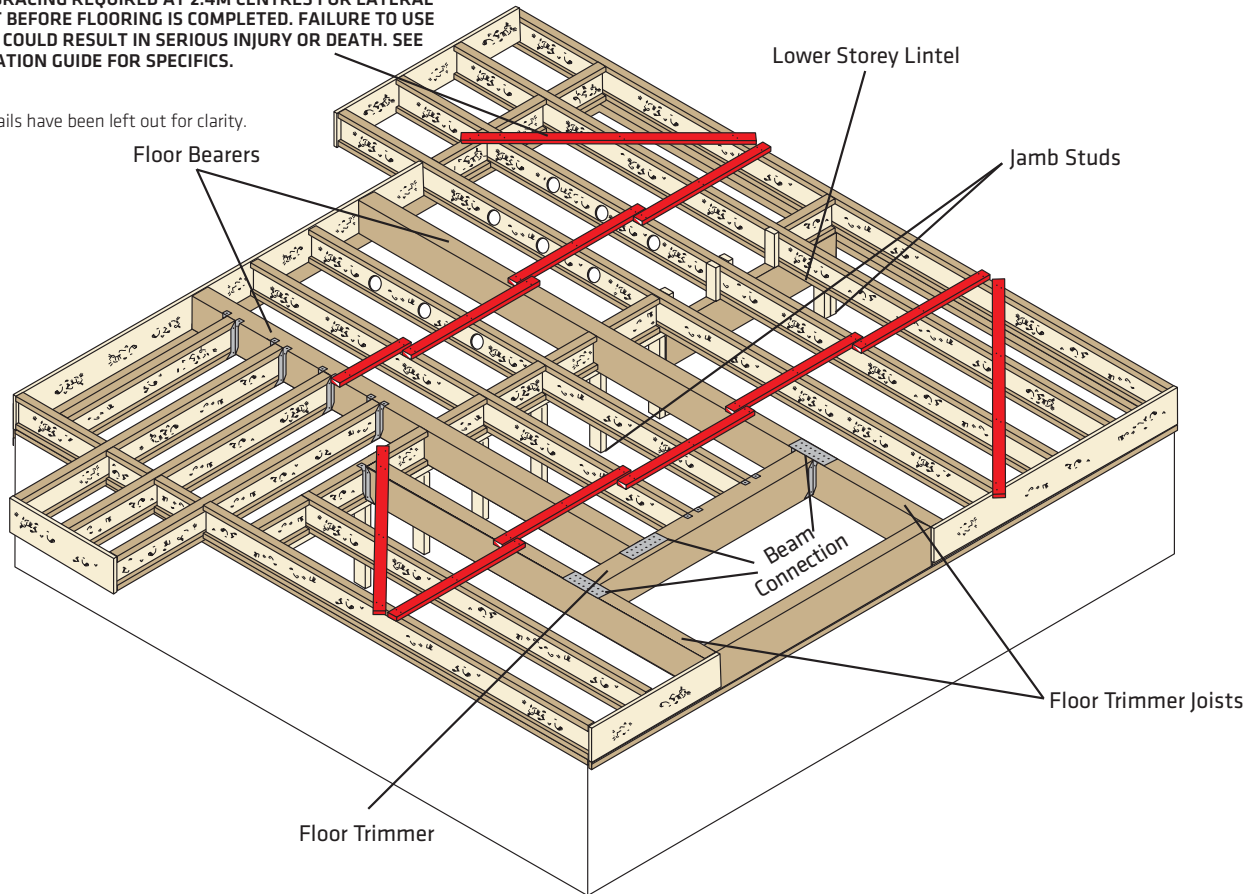 BRACING REQUIRED AT 2.4M CENTRES FOR LATERAL
BEFORE FLOORING IS COMPLETED. FAILURE TO USE
COULD RESULT IN SERIOUS INJURY OR DEATH. SEE
GUIDE FOR SPECIFICS.
have been left out for clarity.
Floor Bearers
Lower Storey Lintel
Jamb Studs
Beam
Connection
Floor Trimmer Joists
Floor Trimmer